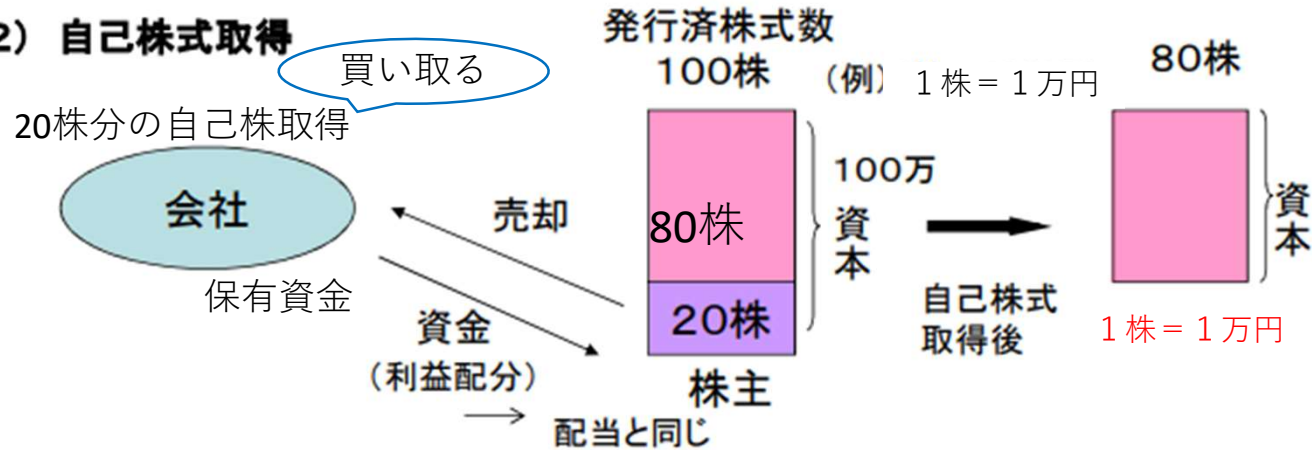 2） 自己株式取得
買い取る
20株分の自己株取得
会社
保有資金
売却
資金
（利益配分）
配当と同じ
発行済株式数
100株
（例） １株＝１万円
80株
20株
株主
100万
資本
自己株式
取得後
80株
資本
１株＝１万円